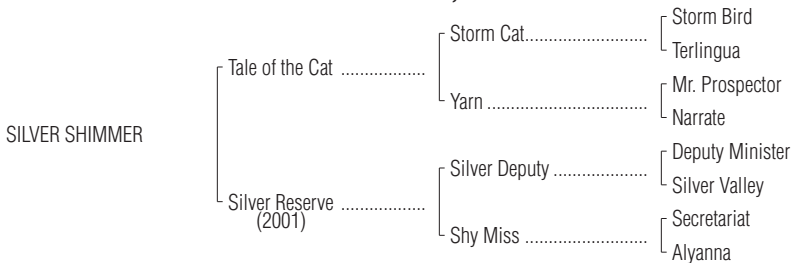 Storm Bird
Storm Cat..............................
Terlingua
Tale of the Cat ..................
Mr. Prospector
Yarn ........................................
Narrate
SILVER SHIMMER
Deputy Minister
Silver Deputy .......................
Silver Valley
Silver Reserve ..................
(2001)
Secretariat
Shy Miss ..............................
Alyanna